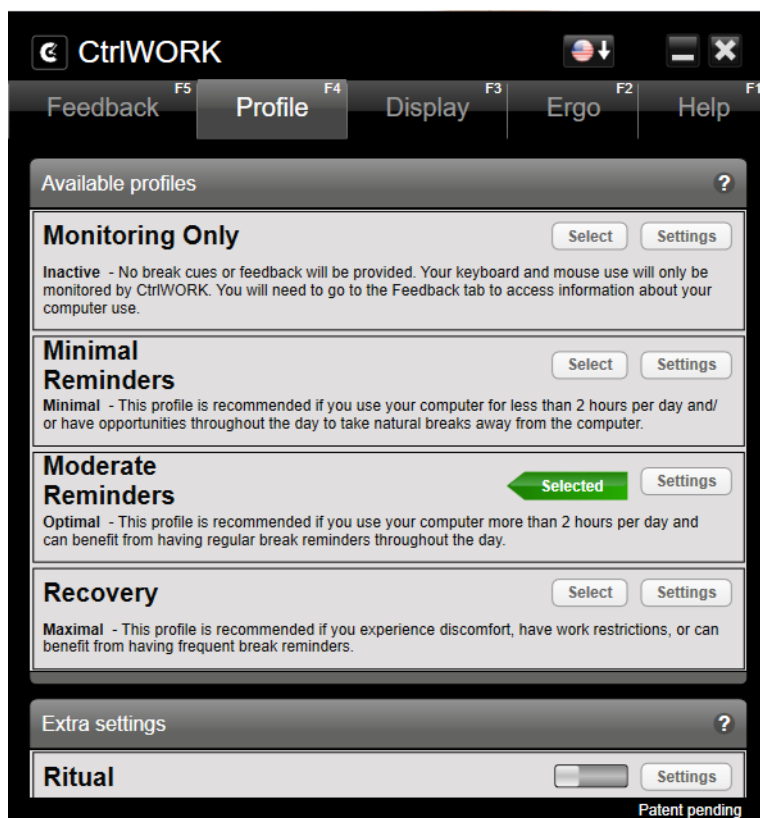 CtrlWORK
Feedback F5 Profile F4 Display F3 Ergo F2 Help F1
Available profiles ?
Monitoring Only Select Settings
Inactive - No break cues or feedback will be provided. Your keyboard and mouse use will only be
monitored by CtrlWORK. You will need to go to the Feedback tab to access information about your
computer use.
Minimal
Reminders Select Settings
Minimal - This profile is recommended if you use your computer for less than 2 hours per day and/
or have opportunities throughout the day to take natural breaks away from the computer.
Moderate
Reminders Selected Settings
Optimal - This profile is recommended if you use your computer more than 2 hours per day and
can benefit from having regular break reminders throughout the day.
Recovery Select Settings
Maximal - This profile is recommended if you experience discomfort, have work restrictions, or can
benefit from having frequent break reminders.
Extra settings ?
Ritual Settings
Patent pending